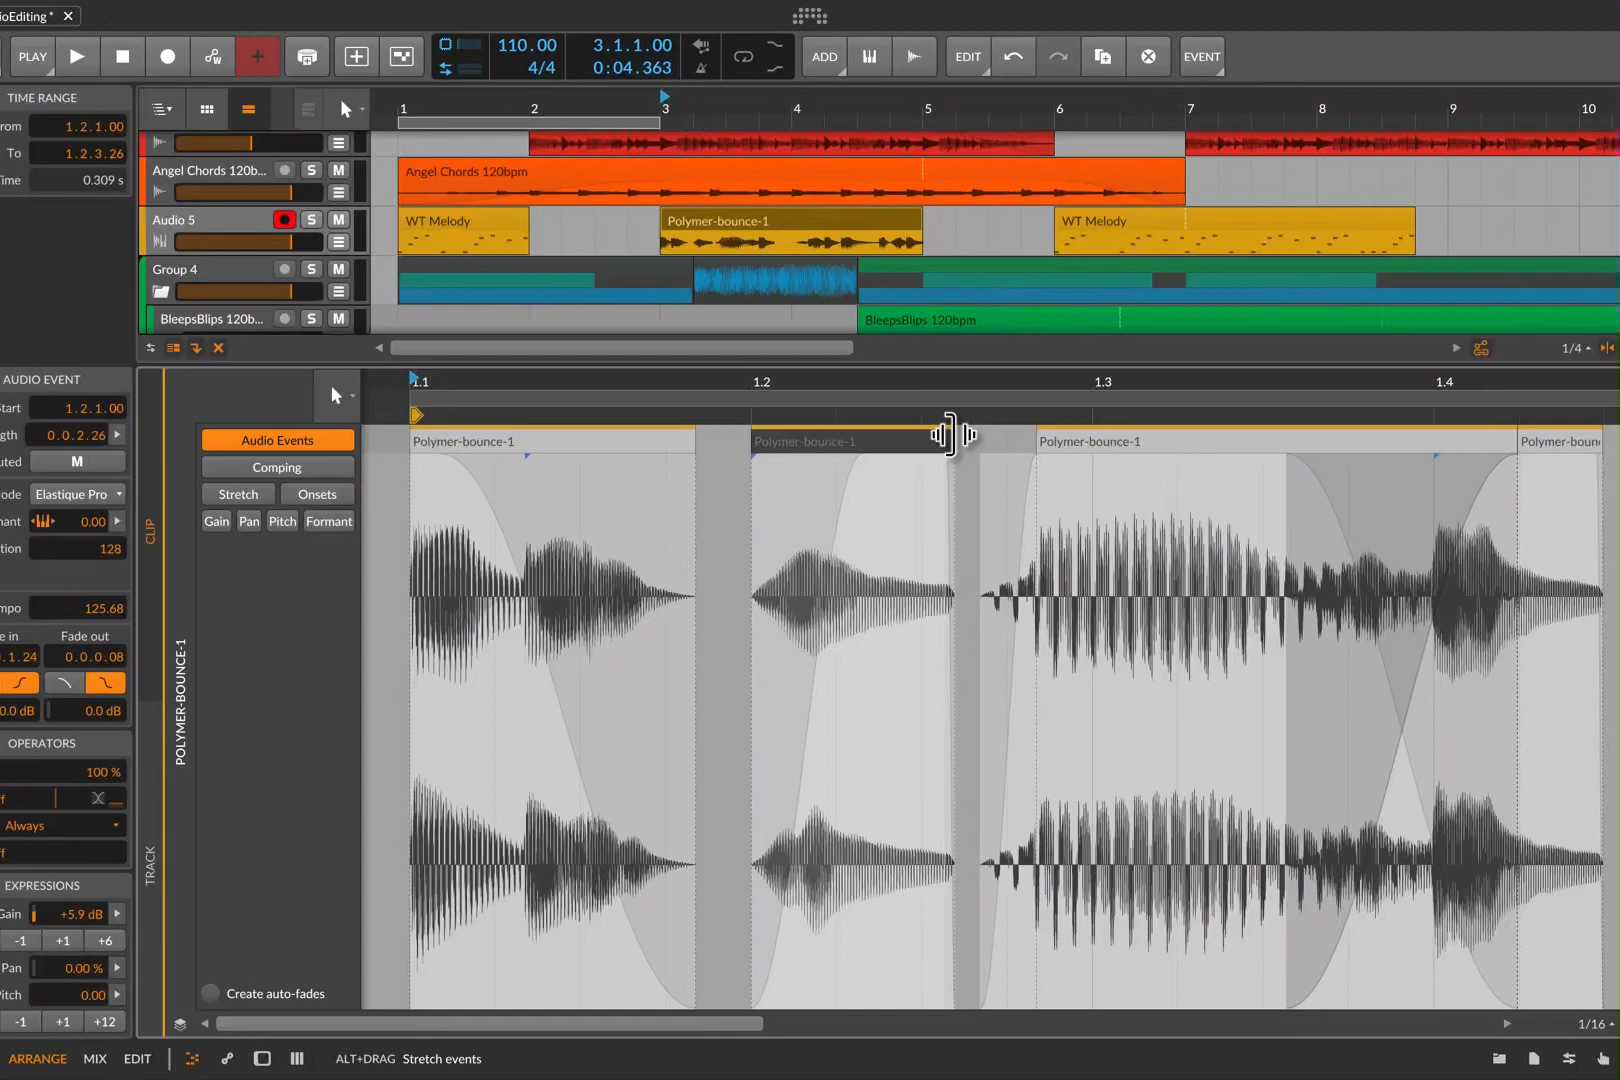 ioEditing*
PLAY
110.00
4/4
3.1.1.00
0:04.363
ADD
EDIT
EVENT
TIME RANGE
1 2 3 4 5 6 7 8 9 10
rom 1.2.1.00
To 1.2.3.26
ime 0.309 s
Angel Chords 120b... S M
Angel Chords 120bpm
Audio 5 S M
WT Melody Polymer-bounce-1 WT Melody
Group 4 S M
BleepsBlips 120b... S M
BleepsBlips 120bpm
1/4
AUDIO EVENT
1.1 1.2 1.3 1.4
Start 1.2.1.00
gth 0.0.2.26
uted M
ode Elastique Pro
nant 0.00
tion 128
mpo 125.68
e in Fade out
.1.24 0.0.0.08
0.0 dB 0.0 dB
OPERATORS
100 %
ff
Always
ff
EXPRESSIONS
Gain +5.9 dB
-1 +1 +6
Pan 0.00 %
Pitch 0.00
-1 +1 +12
CLIP
TRACK
POLYMER-BOUNCE-1
Audio Events
Comping
Stretch Onsets
Gain Pan Pitch Formant
Create auto-fades
Polymer-bounce-1 Polymer-bounce-1 Polymer-bounce-1 Polymer-boun
1/16
ARRANGE MIX EDIT ALT+DRAG Stretch events